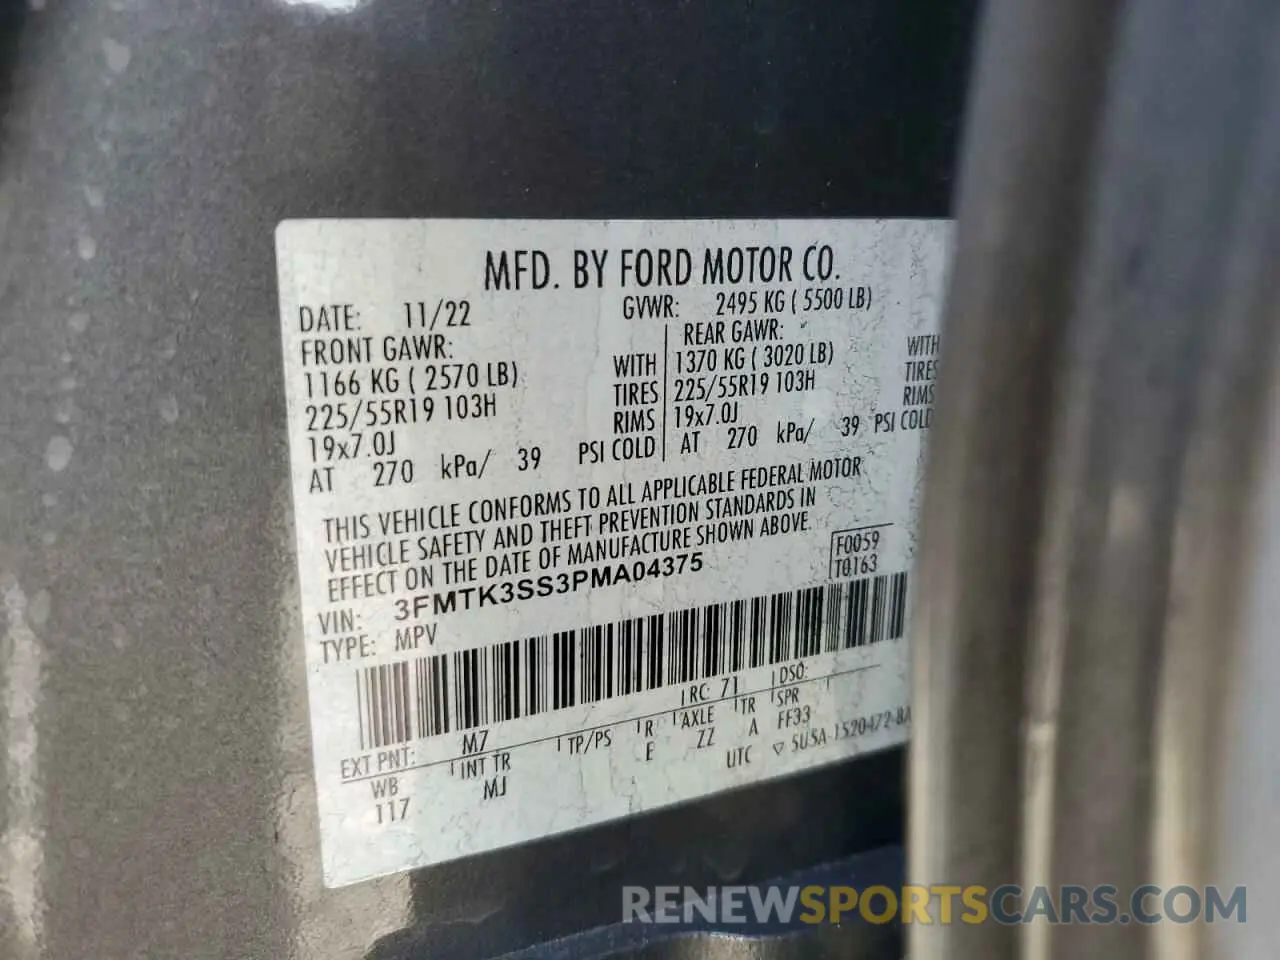 MFD. BY FORD MOTOR CO.
DATE: 11/22 GVWR: 2495 KG ( 5500 LB)
FRONT GAWR: REAR GAWR:
1166 KG ( 2570 LB) WITH 1370 KG ( 3020 LB) WITH
225/55R19 103H TIRES 225/55R19 103H TIRES
19x7.0J RIMS 19x7.0J RIMS
AT 270 kPa/ 39 PSI COLD AT 270 kPa/ 39 PSI COLD
THIS VEHICLE CONFORMS TO ALL APPLICABLE FEDERAL MOTOR
VEHICLE SAFETY AND THEFT PREVENTION STANDARDS IN
EFFECT ON THE DATE OF MANUFACTURE SHOWN ABOVE.
VIN: 3FMTK3SS3PMA04375 F0059
TYPE: MPV T0163
EXT PNT: M7 RC: 71 DSO:
WB INT TR TP/PS R AXLE TR SPR
117 MJ E ZZ A FF33
UTC ▽ 5U5A-1520472-BA
RENEWSPORTSCARS.COM